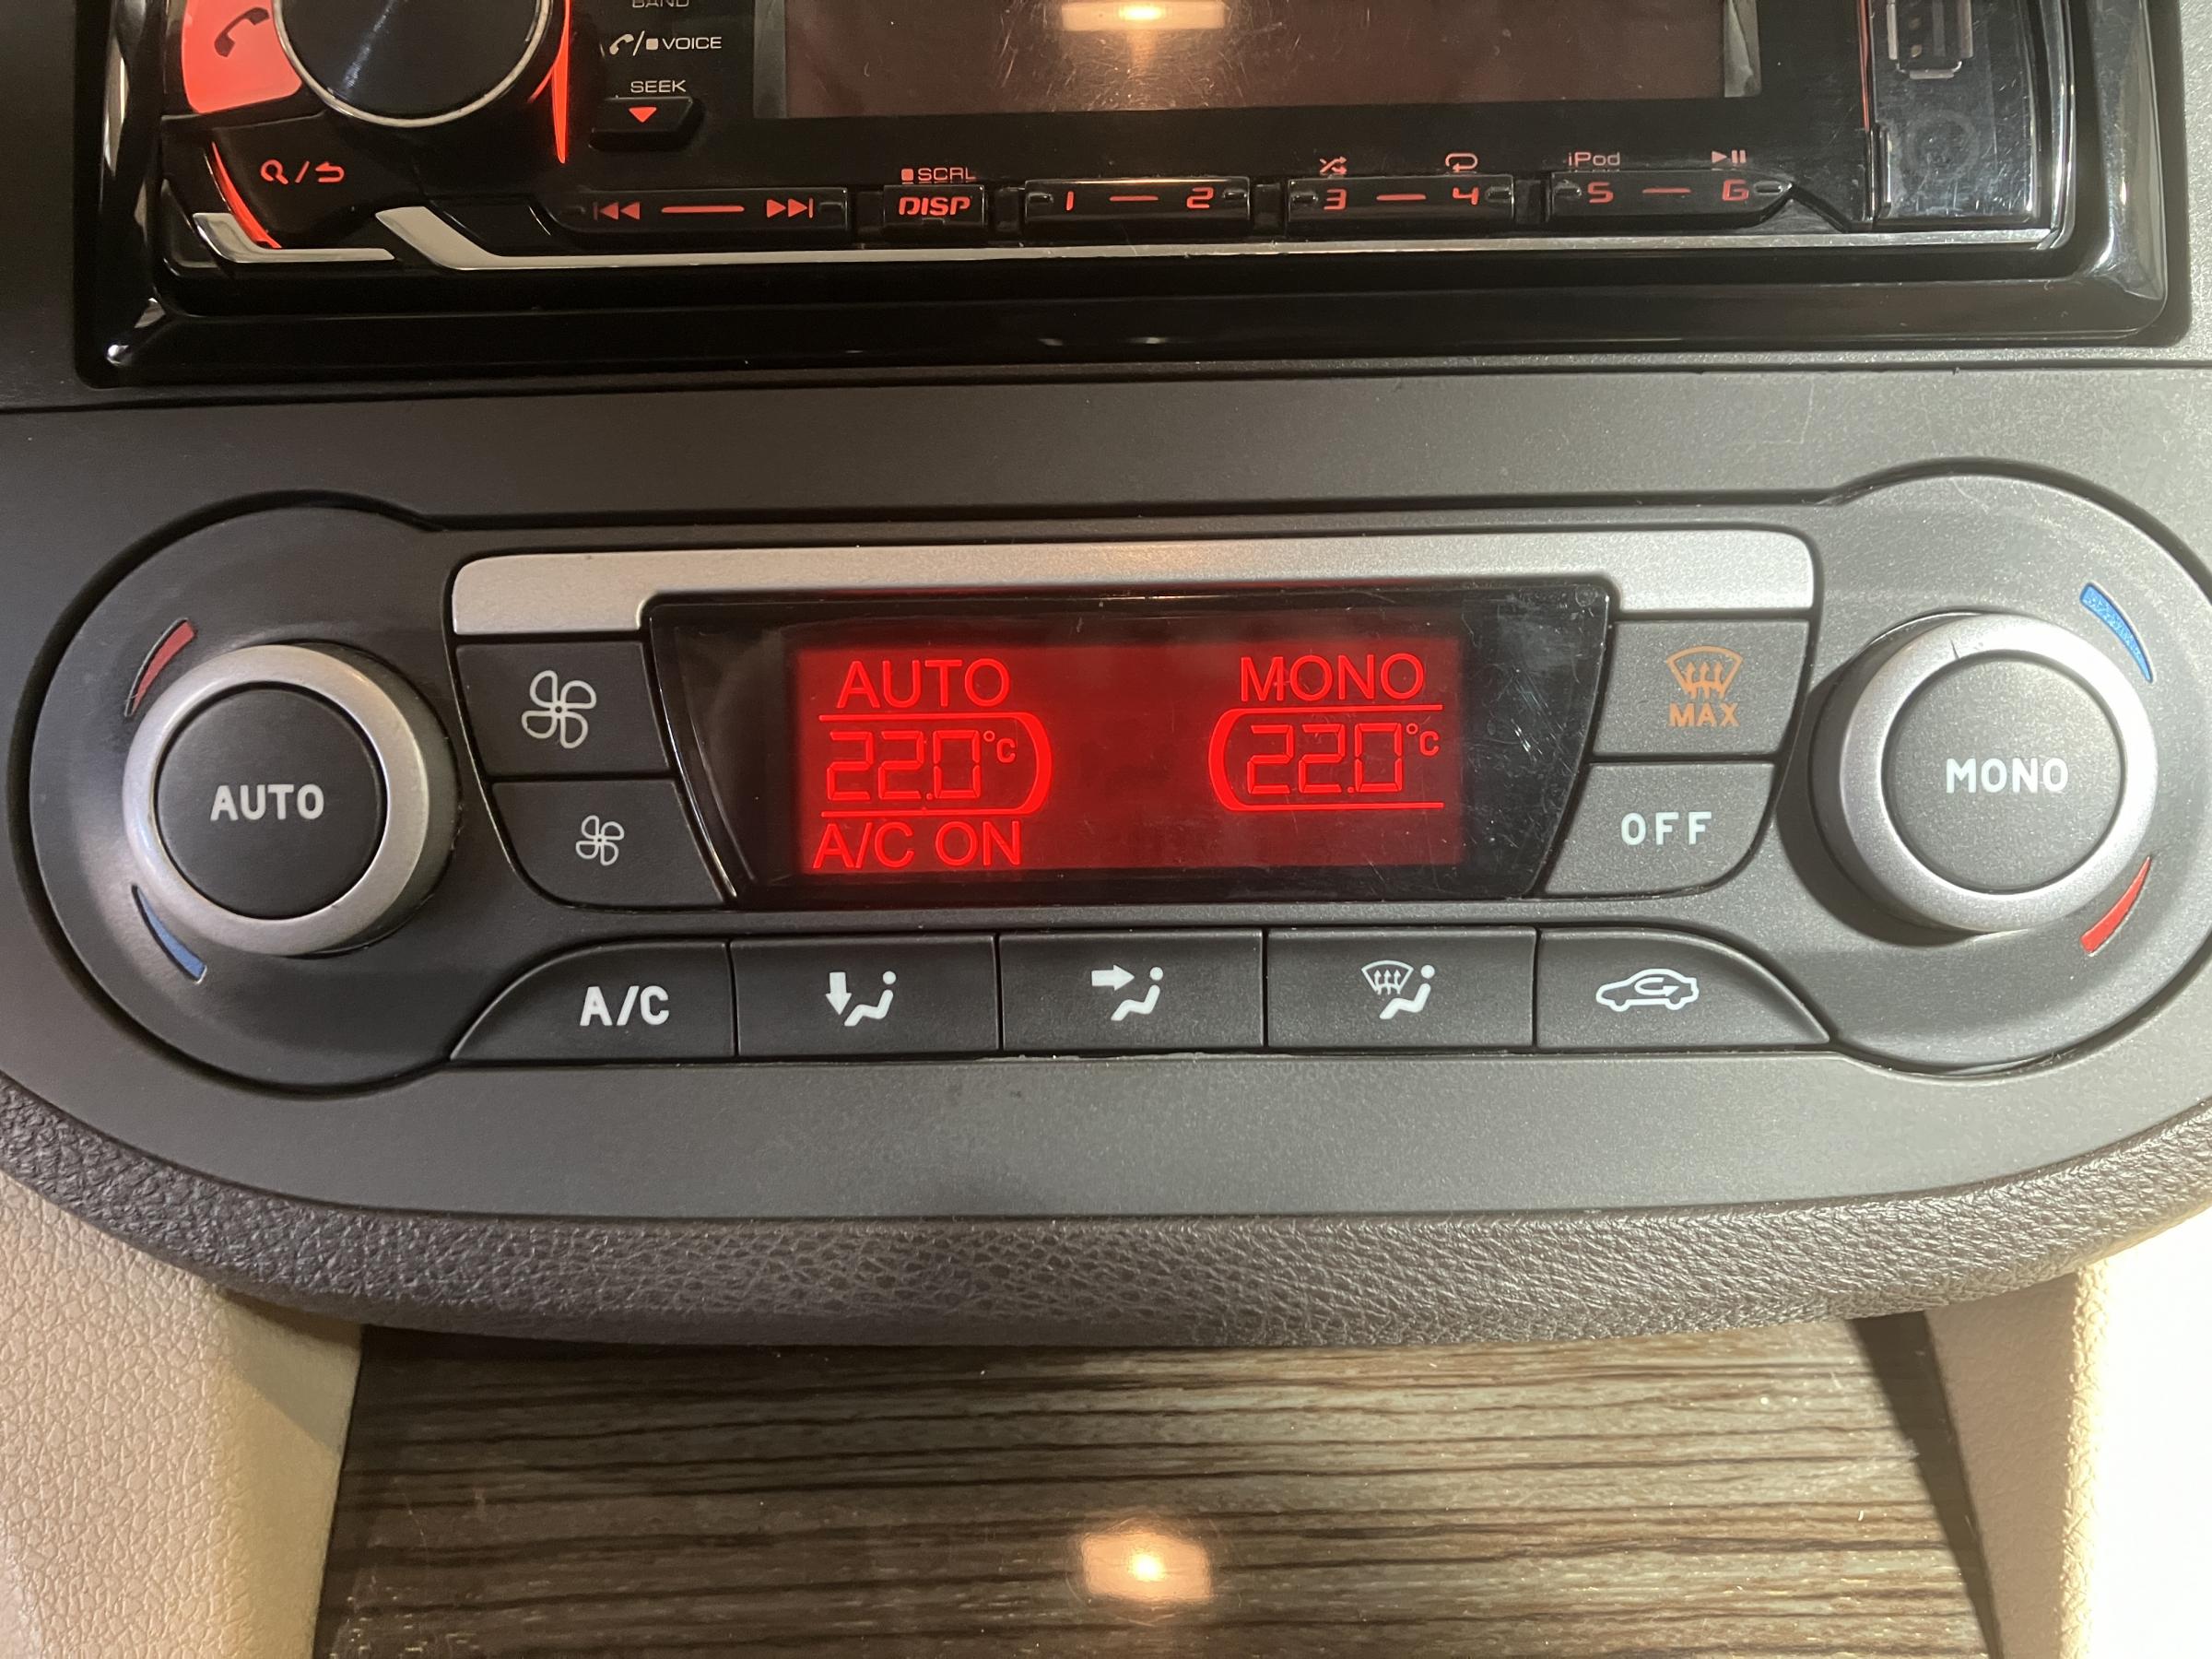 BAND
VOICE
SEEK
SCRL
DISP
1 — 2
3 — 4
iPod
5 — 6
AUTO MONO
22.0°C 22.0°C
A/C ON
MAX
AUTO
OFF
MONO
A/C